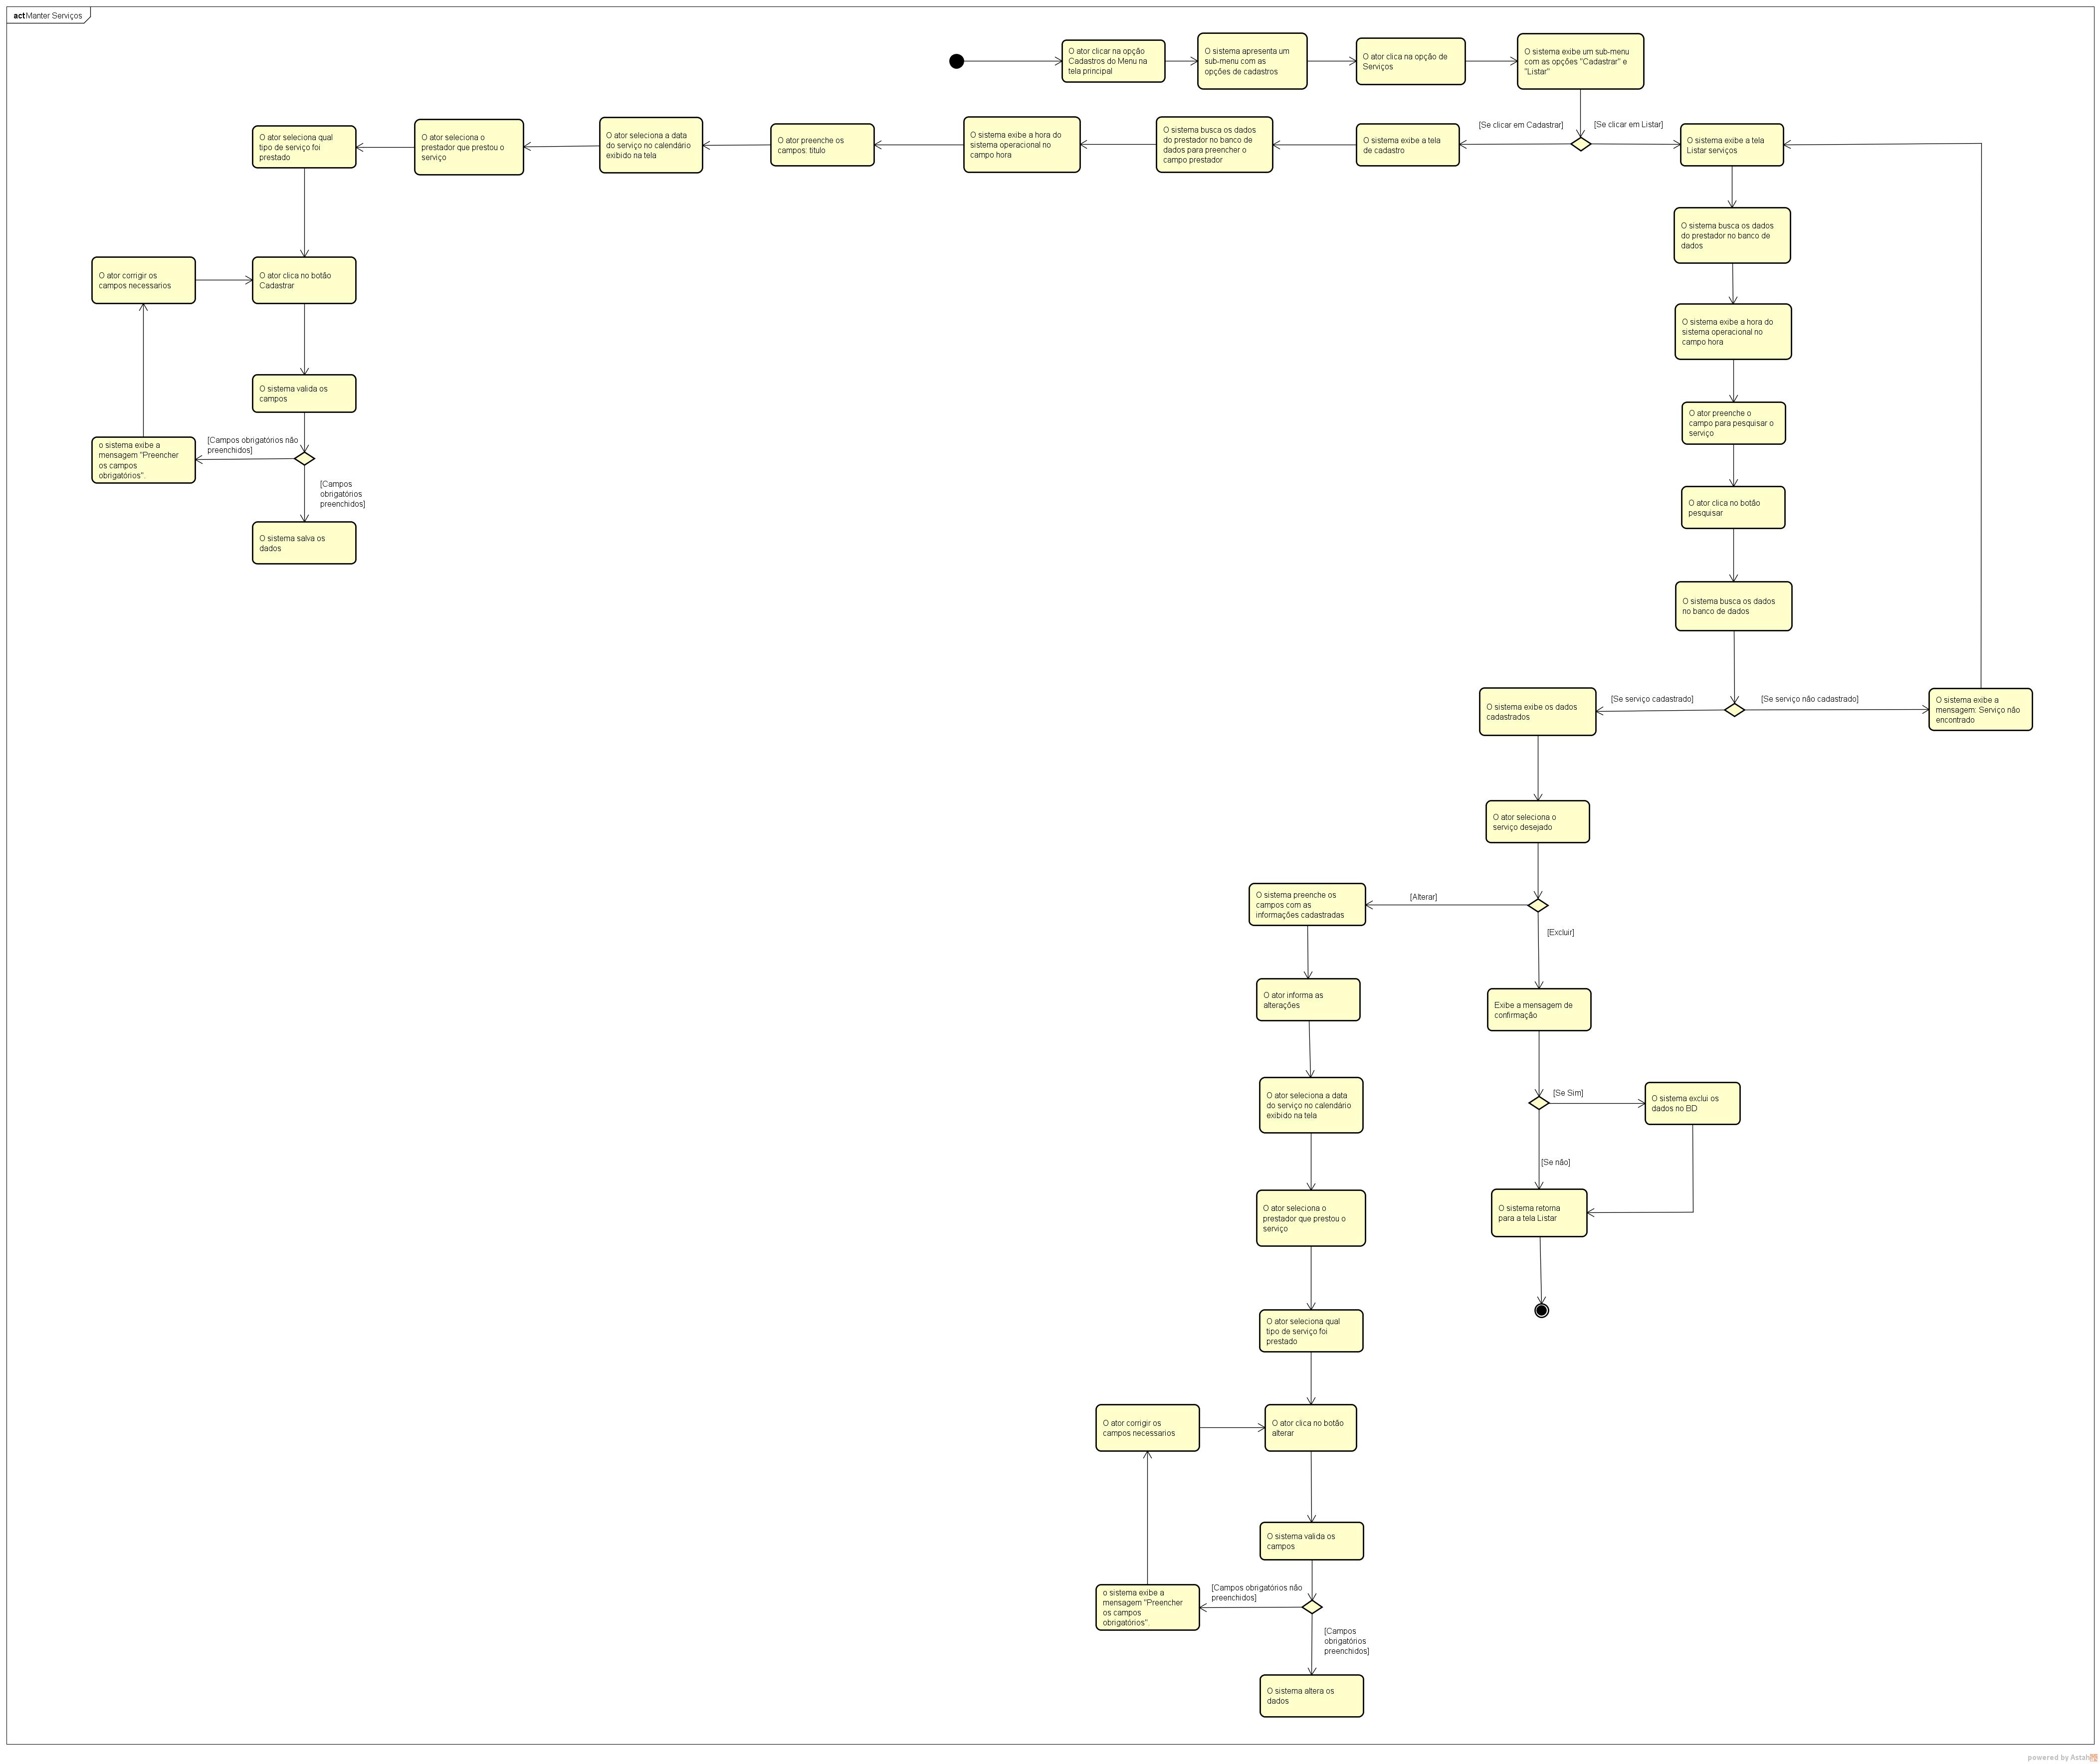 act Manter Serviços
O ator clicar na opção
Cadastros do Menu na
tela principal
O sistema apresenta um
sub-menu com as
opções de cadastros
O ator clica na opção de
Serviços
O sistema exibe um sub-menu
com as opções "Cadastrar" e
"Listar"
[Se clicar em Cadastrar]
[Se clicar em Listar]
O ator seleciona qual
tipo de serviço foi
prestado
O ator seleciona o
prestador que prestou o
serviço
O ator seleciona a data
do serviço no calendário
exibido na tela
O ator preenche os
campos: titulo
O sistema exibe a hora do
sistema operacional no
campo hora
O sistema busca os dados
do prestador no banco de
dados para preencher o
campo prestador
O sistema exibe a tela
de cadastro
O sistema exibe a tela
Listar serviços
O sistema busca os dados
do prestador no banco de
dados
O ator corrigir os
campos necessarios
O ator clica no botão
Cadastrar
O sistema exibe a hora do
sistema operacional no
campo hora
O sistema valida os
campos
O ator preenche o
campo para pesquisar o
serviço
o sistema exibe a
mensagem "Preencher
os campos
obrigatórios".
[Campos obrigatórios não
preenchidos]
[Campos
obrigatórios
preenchidos]
O ator clica no botão
pesquisar
O sistema salva os
dados
O sistema busca os dados
no banco de dados
O sistema exibe os dados
cadastrados
[Se serviço cadastrado]
[Se serviço não cadastrado]
O sistema exibe a
mensagem: Serviço não
encontrado
O ator seleciona o
serviço desejado
O sistema preenche os
campos com as
informações cadastradas
[Alterar]
[Excluir]
O ator informa as
alterações
Exibe a mensagem de
confirmação
O ator seleciona a data
do serviço no calendário
exibido na tela
[Se Sim]
O sistema exclui os
dados no BD
[Se não]
O ator seleciona o
prestador que prestou o
serviço
O sistema retorna
para a tela Listar
O ator seleciona qual
tipo de serviço foi
prestado
O ator corrigir os
campos necessarios
O ator clica no botão
alterar
O sistema valida os
campos
o sistema exibe a
mensagem "Preencher
os campos
obrigatórios".
[Campos obrigatórios não
preenchidos]
[Campos
obrigatórios
preenchidos]
O sistema altera os
dados
powered by Astah